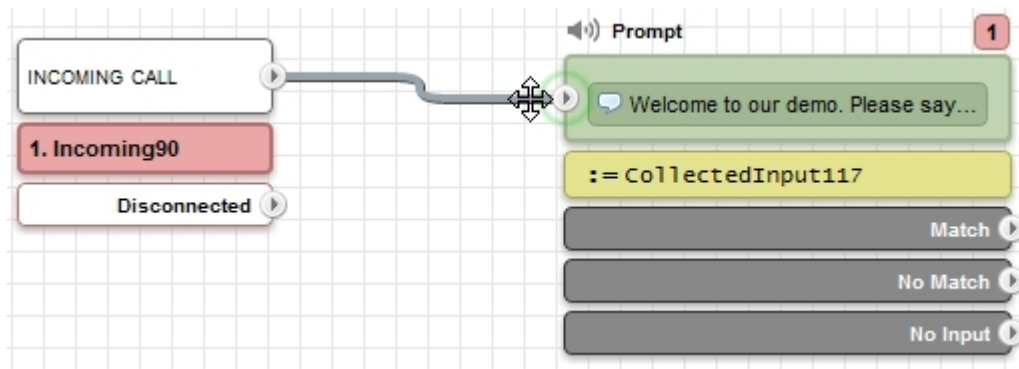 INCOMING CALL
1. Incoming90
Disconnected
Prompt
1
Welcome to our demo. Please say...
:= CollectedInput117
Match
No Match
No Input